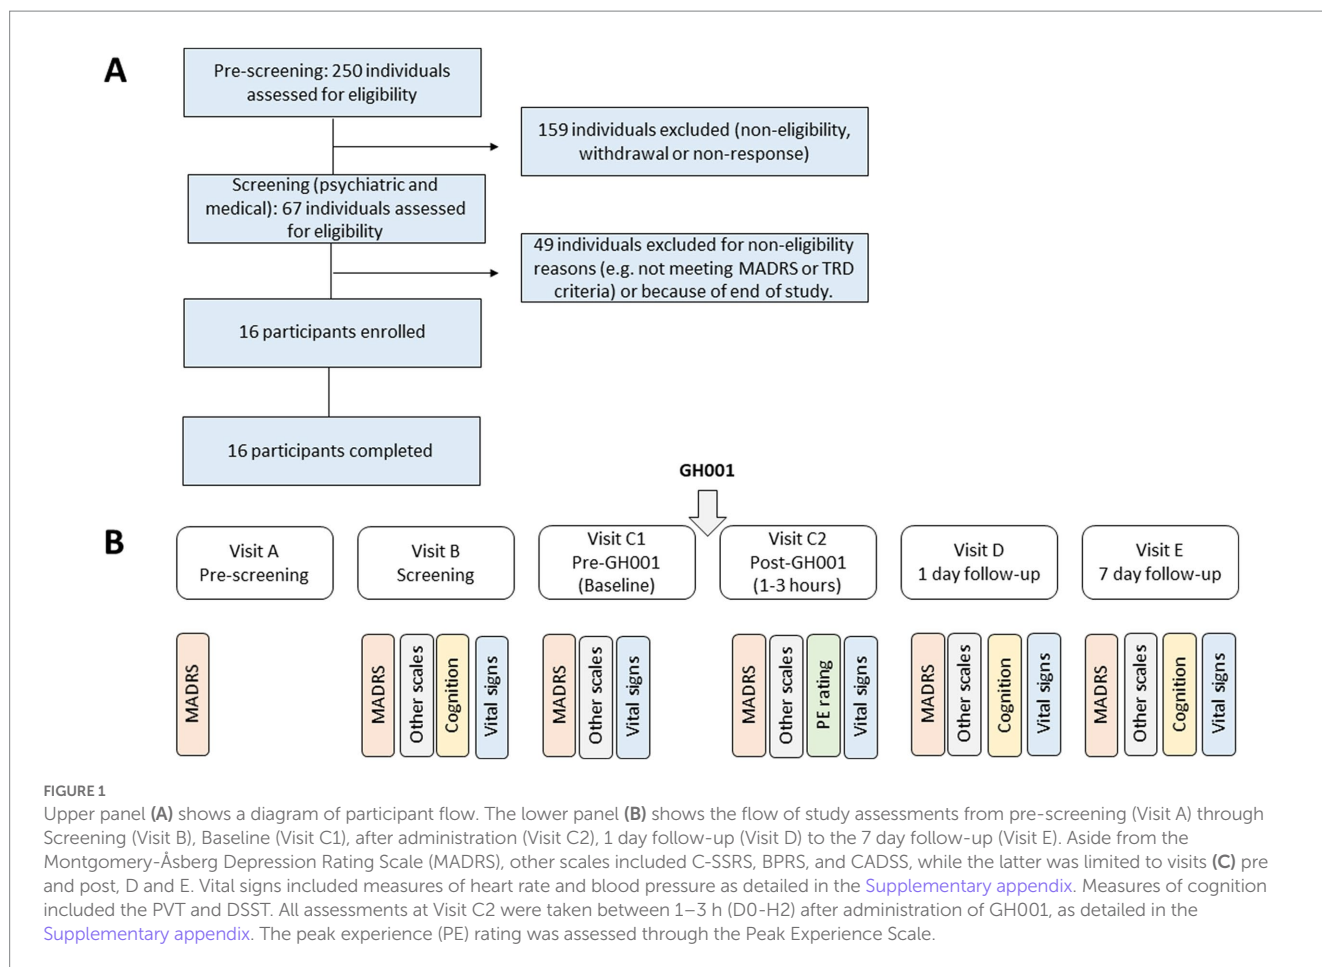 A
Pre-screening: 250 individuals
assessed for eligibility
159 individuals excluded (non-eligibility,
withdrawal or non-response)
Screening (psychiatric and
medical): 67 individuals assessed
for eligibility
49 individuals excluded for non-eligibility
reasons (e.g. not meeting MADRS or TRD
criteria) or because of end of study.
16 participants enrolled
16 participants completed
GH001
B
Visit A
Pre-screening
Visit B
Screening
Visit C1
Pre-GH001
(Baseline)
Visit C2
Post-GH001
(1-3 hours)
Visit D
1 day follow-up
Visit E
7 day follow-up
MADRS
MADRS
Other scales
Cognition
Vital signs
MADRS
Other scales
Vital signs
MADRS
Other scales
PE rating
Vital signs
MADRS
Other scales
Cognition
Vital signs
MADRS
Other scales
Cognition
Vital signs
FIGURE 1
Upper panel (A) shows a diagram of participant flow. The lower panel (B) shows the flow of study assessments from pre-screening (Visit A) through
Screening (Visit B), Baseline (Visit C1), after administration (Visit C2), 1 day follow-up (Visit D) to the 7 day follow-up (Visit E). Aside from the
Montgomery-Åsberg Depression Rating Scale (MADRS), other scales included C-SSRS, BPRS, and CADSS, while the latter was limited to visits (C) pre
and post, D and E. Vital signs included measures of heart rate and blood pressure as detailed in the Supplementary appendix. Measures of cognition
included the PVT and DSST. All assessments at Visit C2 were taken between 1–3 h (D0-H2) after administration of GH001, as detailed in the
Supplementary appendix. The peak experience (PE) rating was assessed through the Peak Experience Scale.